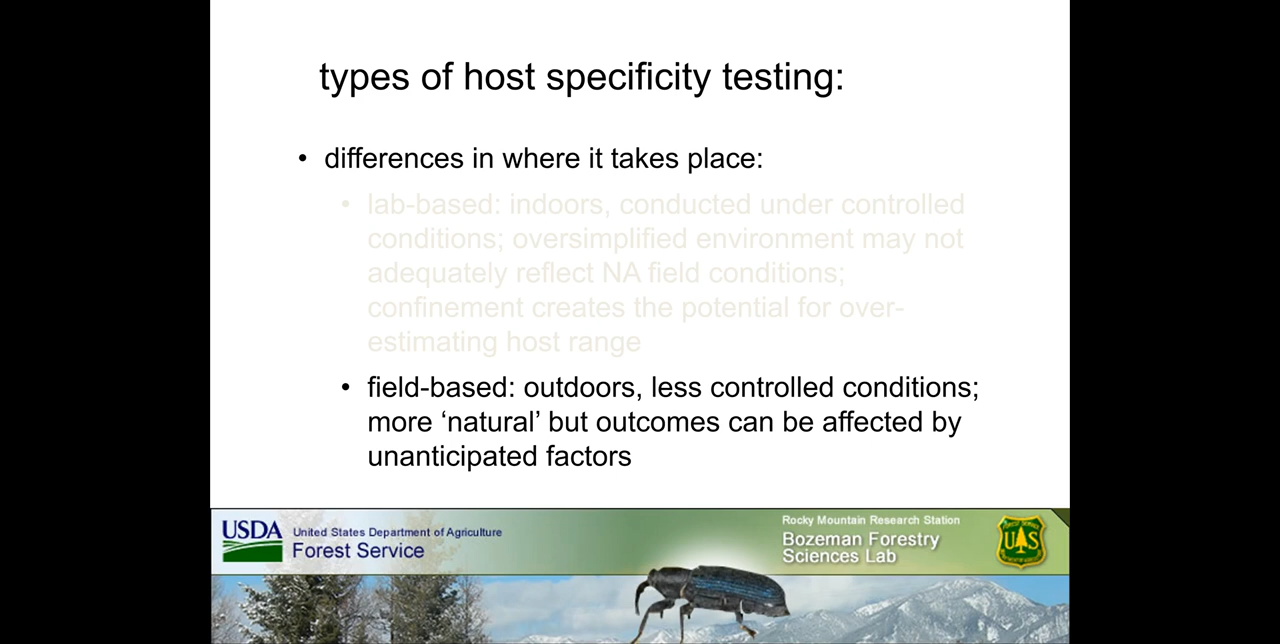 types of host specificity testing:
• differences in where it takes place:
• lab-based: indoors, conducted under controlled
conditions; oversimplified environment may not
adequately reflect NA field conditions;
confinement creates the potential for over-
estimating host range
• field-based: outdoors, less controlled conditions;
more ‘natural’ but outcomes can be affected by
unanticipated factors
USDA
United States Department of Agriculture
Forest Service
Rocky Mountain Research Station
Bozeman Forestry
Sciences Lab
U S